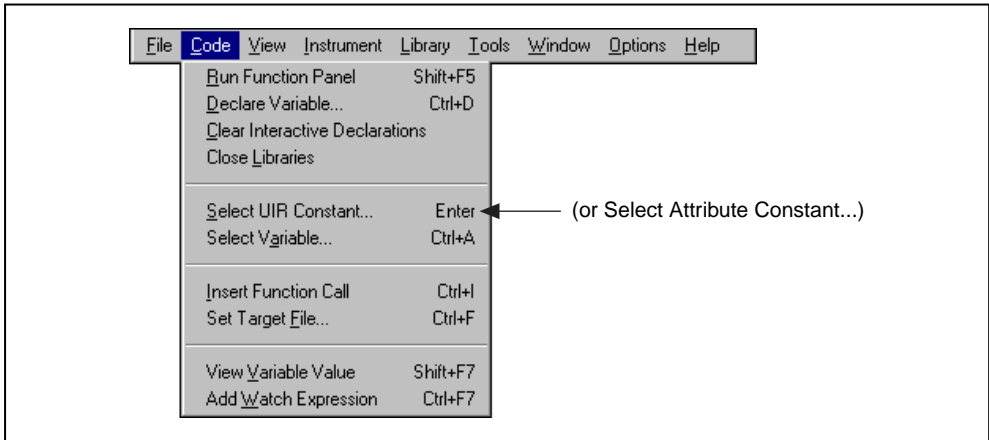 File Code View Instrument Library Tools Window Options Help
Run Function Panel Shift+F5
Declare Variable... Ctrl+D
Clear Interactive Declarations
Close Libraries
Select UIR Constant... Enter (or Select Attribute Constant...)
Select Variable... Ctrl+A
Insert Function Call Ctrl+I
Set Target File... Ctrl+F
View Variable Value Shift+F7
Add Watch Expression Ctrl+F7